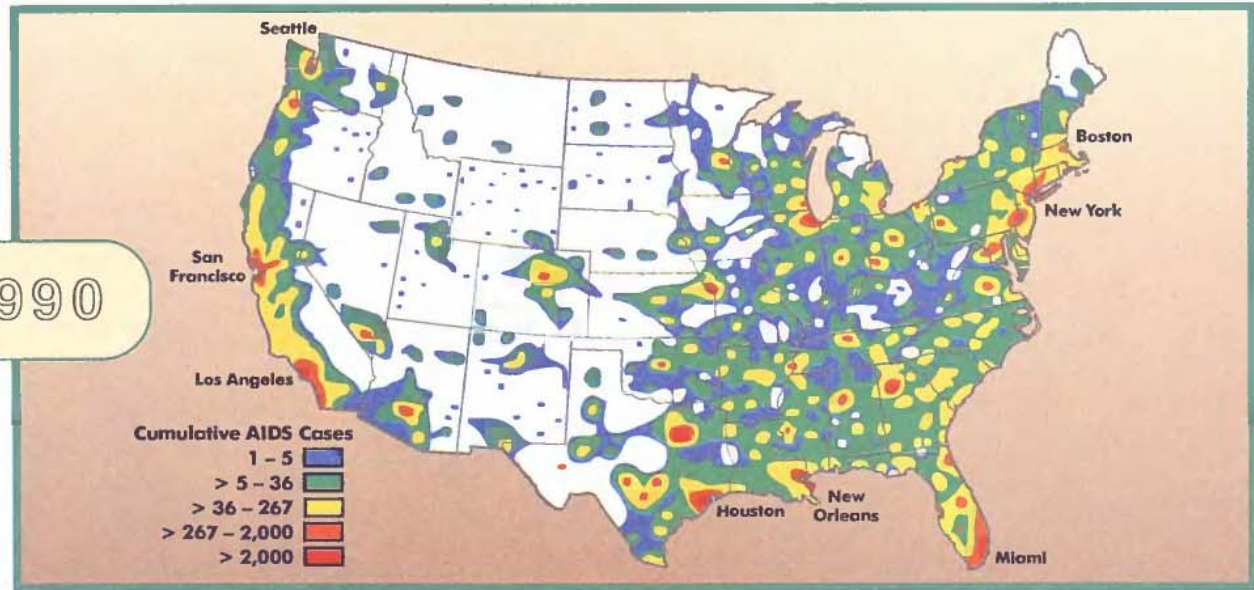 Seattle
Boston
New York
San
Francisco
990
Los Angeles
Cumulative AIDS Cases
1 – 5
> 5 – 36
> 36 – 267
> 267 – 2,000
> 2,000
Houston
New
Orleans
Miami